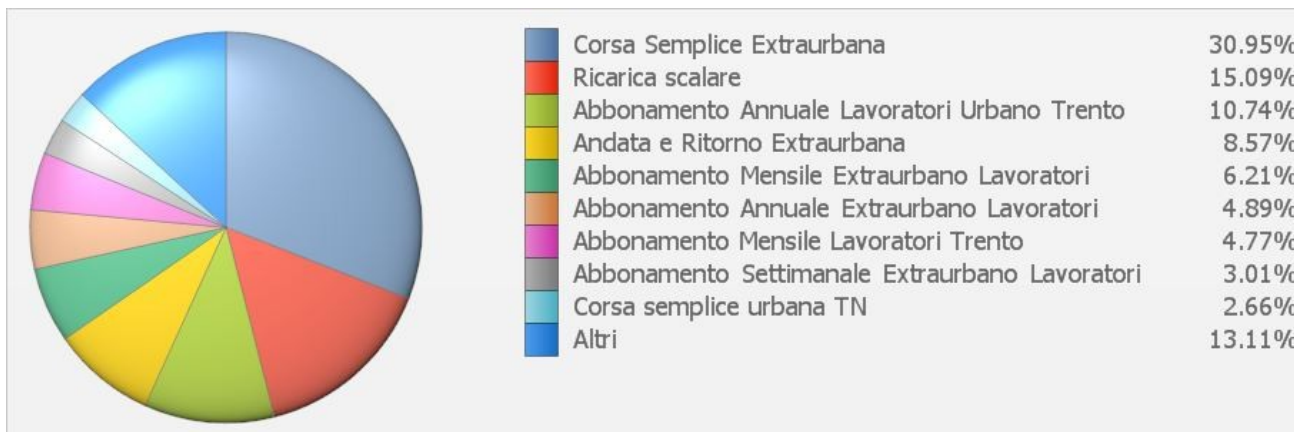 Corsa Semplice Extraurbana 30.95%
Ricarica scalare 15.09%
Abbonamento Annuale Lavoratori Urbano Trento 10.74%
Andata e Ritorno Extraurbana 8.57%
Abbonamento Mensile Extraurbano Lavoratori 6.21%
Abbonamento Annuale Extraurbano Lavoratori 4.89%
Abbonamento Mensile Lavoratori Trento 4.77%
Abbonamento Settimanale Extraurbano Lavoratori 3.01%
Corsa semplice urbana TN 2.66%
Altri 13.11%